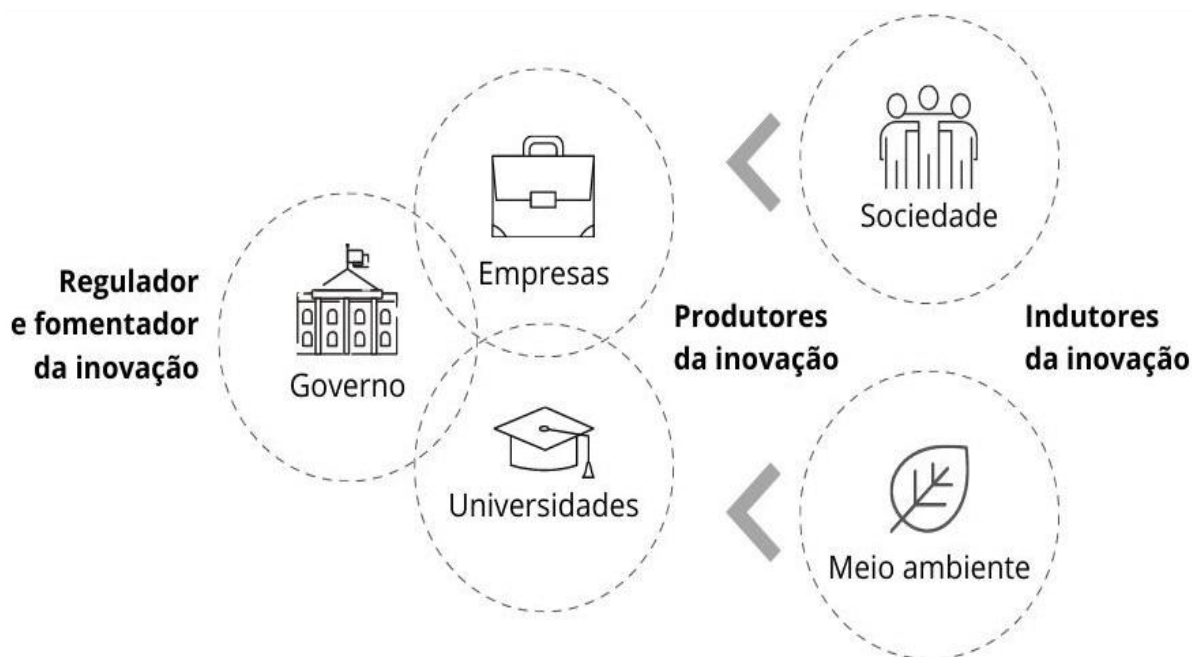 Regulador
e fomentador
da inovação
Governo
Empresas
Universidades
Produtores
da inovação
Sociedade
Meio ambiente
Indutores
da inovação